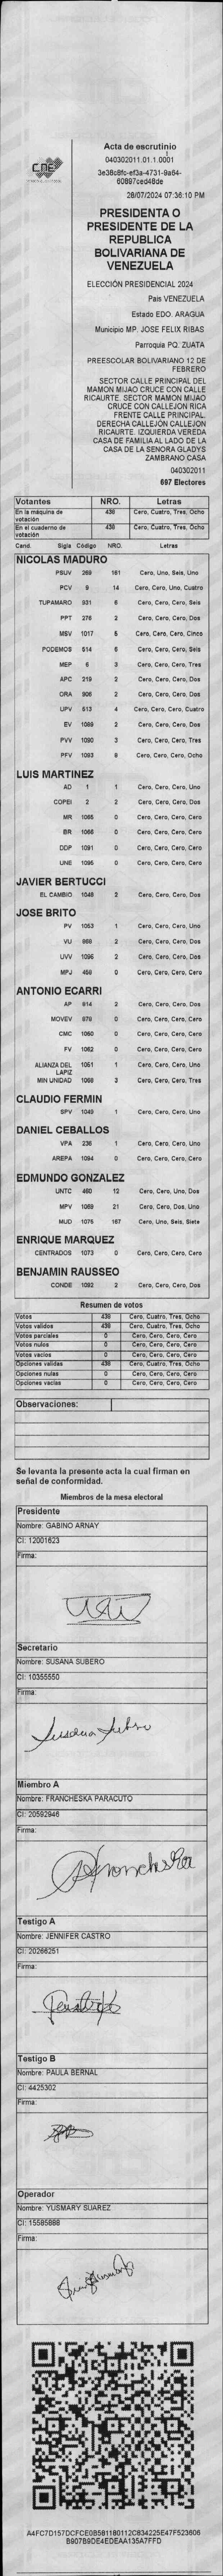 CNE
Acta de escrutinio
040302011.01.1.0001
3e38c8fc-ef3a-4731-9a64-
60897ced48de
28/07/2024 07:36:10 PM
PRESIDENTA O
PRESIDENTE DE LA
REPUBLICA
BOLIVARIANA DE
VENEZUELA
ELECCIÓN PRESIDENCIAL 2024
Pais VENEZUELA
Estado EDO. ARAGUA
Municipio MP. JOSE FELIX RIBAS
Parroquia PQ. ZUATA
PREESCOLAR BOLIVARIANO 12 DE
FEBRERO
SECTOR CALLE PRINCIPAL DEL
MAMON MIJAO CRUCE CON CALLE
RICAURTE. SECTOR MAMON MIJAO
CRUCE CON CALLEJON RICA
FRENTE CALLE PRINCIPAL.
DERECHA CALLEJÓN CALLEJON
RICAURTE. IZQUIERDA VEREDA
CASA DE FAMILIA AL LADO DE LA
CASA DE LA SENORA GLADYS
ZAMBRANO CASA
040302011
697 Electores
Votantes NRO. Letras
En la máquina de votación 438 Cero, Cuatro, Tres, Ocho
En el cuaderno de votación 438 Cero, Cuatro, Tres, Ocho
Cand. Sigla Código NRO. Letras
NICOLAS MADURO
PSUV 269 161 Cero, Uno, Seis, Uno
PCV 9 14 Cero, Cero, Uno, Cuatro
TUPAMARO 931 6 Cero, Cero, Cero, Seis
PPT 276 2 Cero, Cero, Cero, Dos
MSV 1017 5 Cero, Cero, Cero, Cinco
PODEMOS 514 6 Cero, Cero, Cero, Seis
MEP 6 3 Cero, Cero, Cero, Tres
APC 219 2 Cero, Cero, Cero, Dos
ORA 906 2 Cero, Cero, Cero, Dos
UPV 513 4 Cero, Cero, Cero, Cuatro
EV 1089 2 Cero, Cero, Cero, Dos
PVV 1090 3 Cero, Cero, Cero, Tres
PFV 1093 8 Cero, Cero, Cero, Ocho
LUIS MARTINEZ
AD 1 1 Cero, Cero, Cero, Uno
COPEI 2 2 Cero, Cero, Cero, Dos
MR 1065 0 Cero, Cero, Cero, Cero
BR 1066 0 Cero, Cero, Cero, Cero
DDP 1091 0 Cero, Cero, Cero, Cero
UNE 1095 0 Cero, Cero, Cero, Cero
JAVIER BERTUCCI
EL CAMBIO 1048 2 Cero, Cero, Cero, Dos
JOSE BRITO
PV 1053 1 Cero, Cero, Cero, Uno
VU 989 2 Cero, Cero, Cero, Dos
UVV 1096 2 Cero, Cero, Cero, Dos
MPJ 459 0 Cero, Cero, Cero, Cero
ANTONIO ECARRI
AP 814 2 Cero, Cero, Cero, Dos
MOVEV 979 0 Cero, Cero, Cero, Cero
CMC 1060 0 Cero, Cero, Cero, Cero
FV 1062 0 Cero, Cero, Cero, Cero
ALIANZA DEL LAPIZ 1051 1 Cero, Cero, Cero, Uno
MIN UNIDAD 1068 3 Cero, Cero, Cero, Tres
CLAUDIO FERMIN
SPV 1049 1 Cero, Cero, Cero, Uno
DANIEL CEBALLOS
VPA 236 1 Cero, Cero, Cero, Uno
AREPA 1094 0 Cero, Cero, Cero, Cero
EDMUNDO GONZALEZ
UNTC 460 12 Cero, Cero, Uno, Dos
MPV 1069 21 Cero, Cero, Dos, Uno
MUD 1075 167 Cero, Uno, Seis, Siete
ENRIQUE MARQUEZ
CENTRADOS 1073 0 Cero, Cero, Cero, Cero
BENJAMIN RAUSSEO
CONDE 1092 2 Cero, Cero, Cero, Dos
Resumen de votos
Votos 438 Cero, Cuatro, Tres, Ocho
Votos validos 438 Cero, Cuatro, Tres, Ocho
Votos parciales 0 Cero, Cero, Cero, Cero
Votos nulos 0 Cero, Cero, Cero, Cero
Votos vacios 0 Cero, Cero, Cero, Cero
Opciones validas 438 Cero, Cuatro, Tres, Ocho
Opciones nulas 0 Cero, Cero, Cero, Cero
Opciones vacias 0 Cero, Cero, Cero, Cero
Observaciones:
Se levanta la presente acta la cual firman en
señal de conformidad.
Miembros de la mesa electoral
Presidente
Nombre: GABINO ARNAY
CI: 12001623
Firma:
Secretario
Nombre: SUSANA SUBERO
CI: 10355550
Firma:
Susana Subero
Miembro A
Nombre: FRANCHESKA PARACUTO
CI: 20592946
Firma:
Testigo A
Nombre: JENNIFER CASTRO
CI: 20266251
Firma:
Testigo B
Nombre: PAULA BERNAL
CI: 4425302
Firma:
Operador
Nombre: YUSMARY SUAREZ
CI: 15585888
Firma:
A4FC7D157DCFCE0B581180112C834225E47F523606
B907B9DE4EDEAA135A7FFD